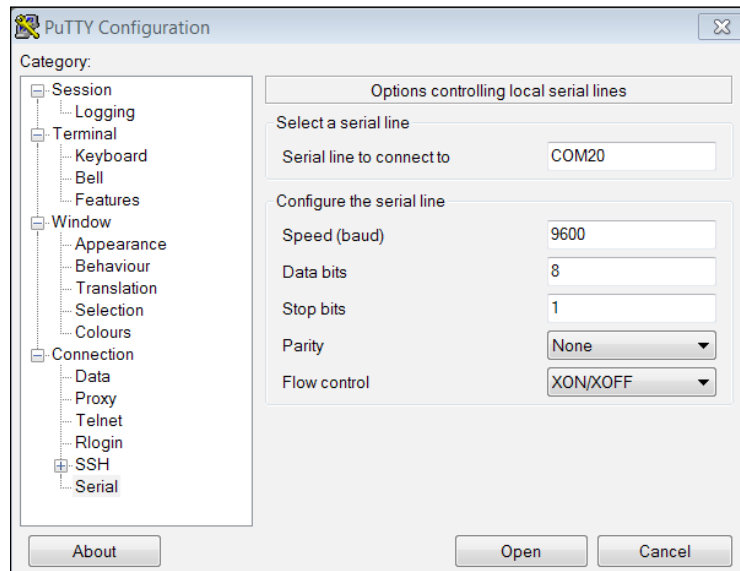 PuTTY Configuration
Category:
Session
Logging
Terminal
Keyboard
Bell
Features
Window
Appearance
Behaviour
Translation
Selection
Colours
Connection
Data
Proxy
Telnet
Rlogin
SSH
Serial
Options controlling local serial lines
Select a serial line
Serial line to connect to COM20
Configure the serial line
Speed (baud) 9600
Data bits 8
Stop bits 1
Parity None
Flow control XON/XOFF
About Open Cancel